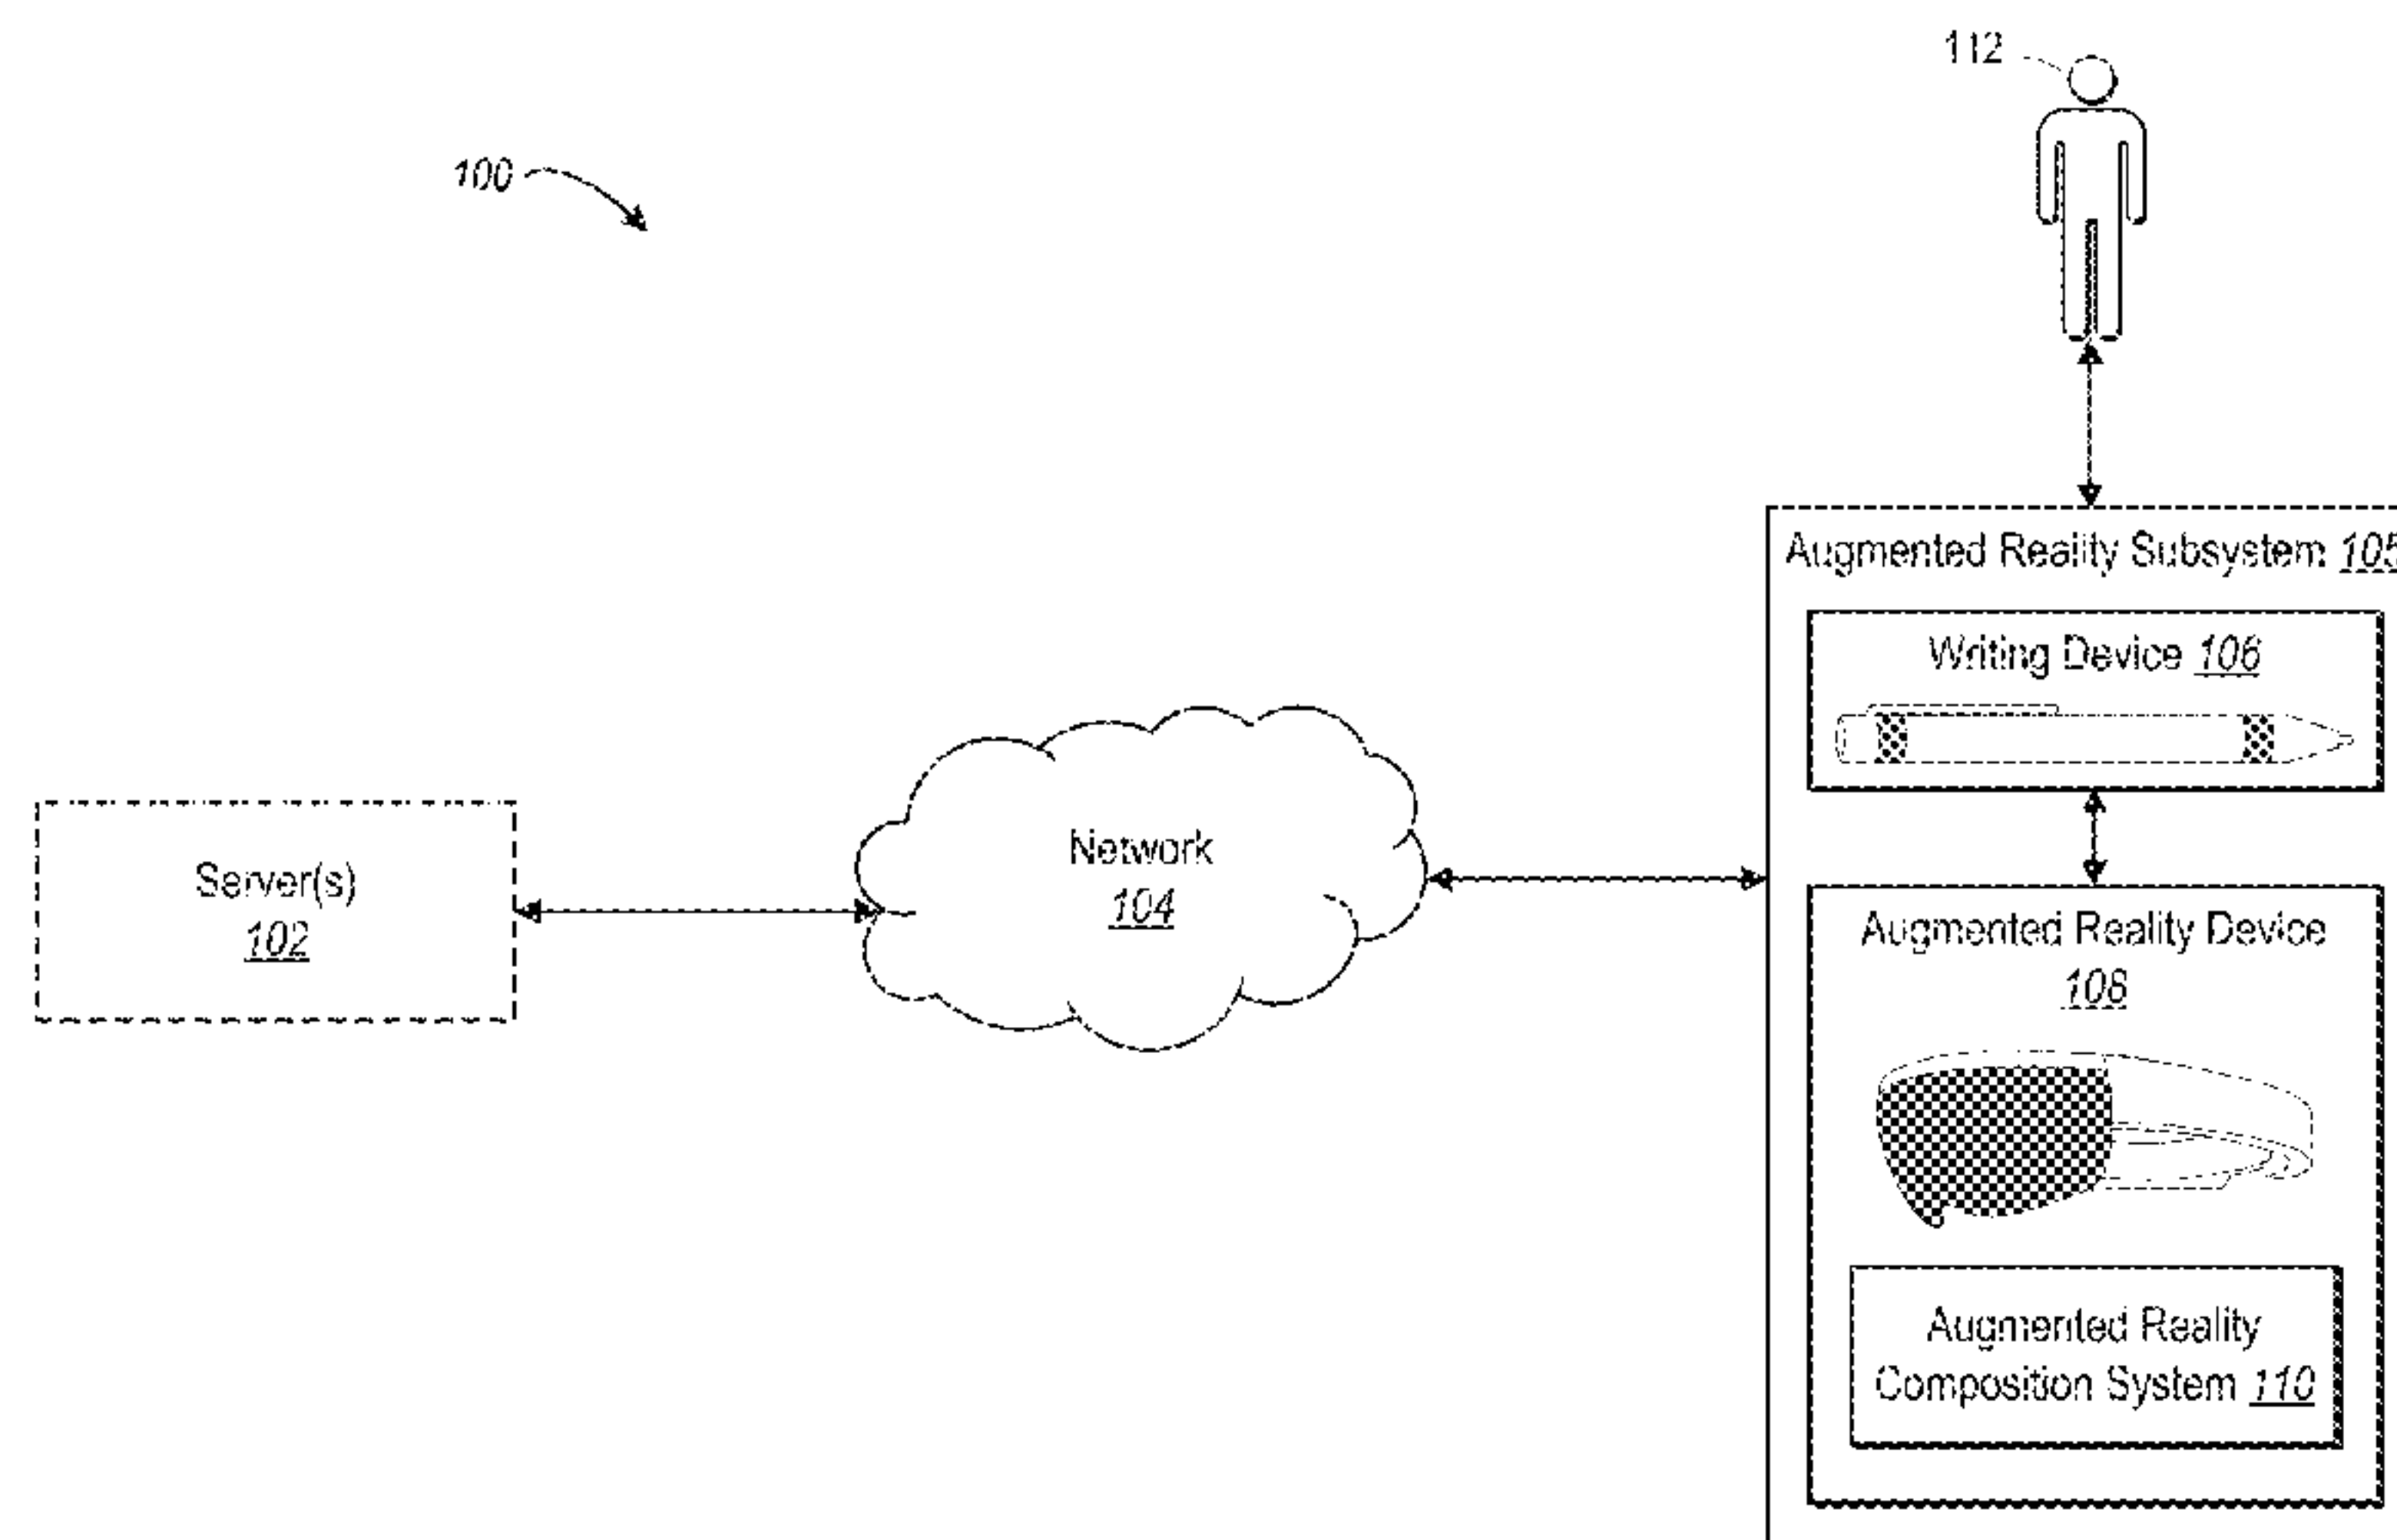 112
100
Augmented Reality Subsystem 105
Writing Device 106
Server(s)
102
Network
104
Augmented Reality Device
108
Augmented Reality
Composition System 110